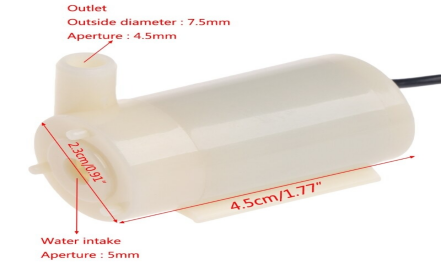 Outlet
Outside diameter : 7.5mm
Aperture : 4.5mm
2.3cm/0.91"
4.5cm/1.77"
Water intake
Aperture : 5mm